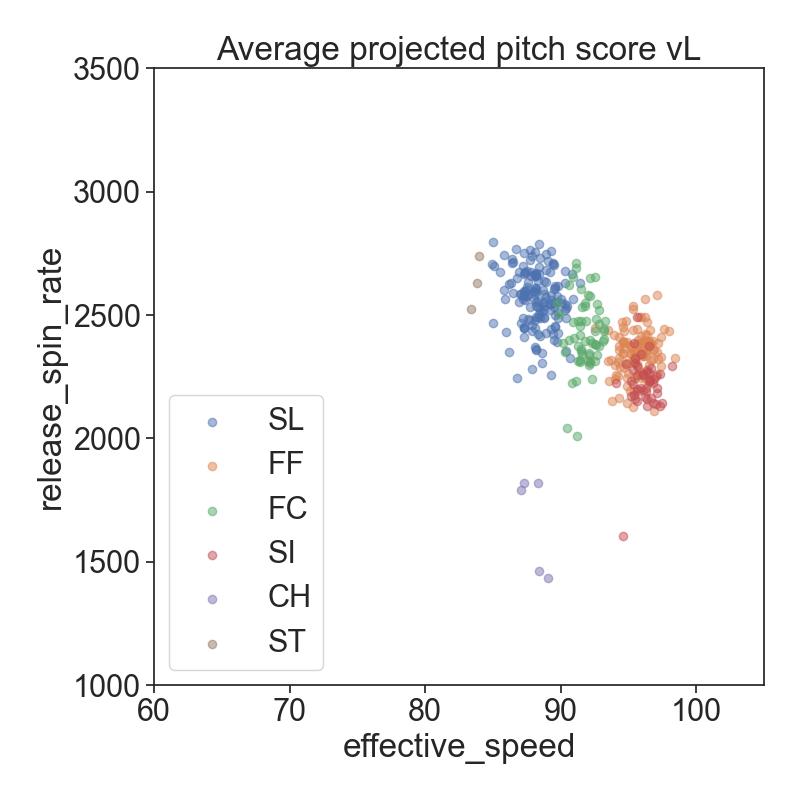 Average projected pitch score vL
3500
3000
2500
2000
1500
1000
release_spin_rate
SL
FF
FC
SI
CH
ST
60 70 80 90 100
effective_speed